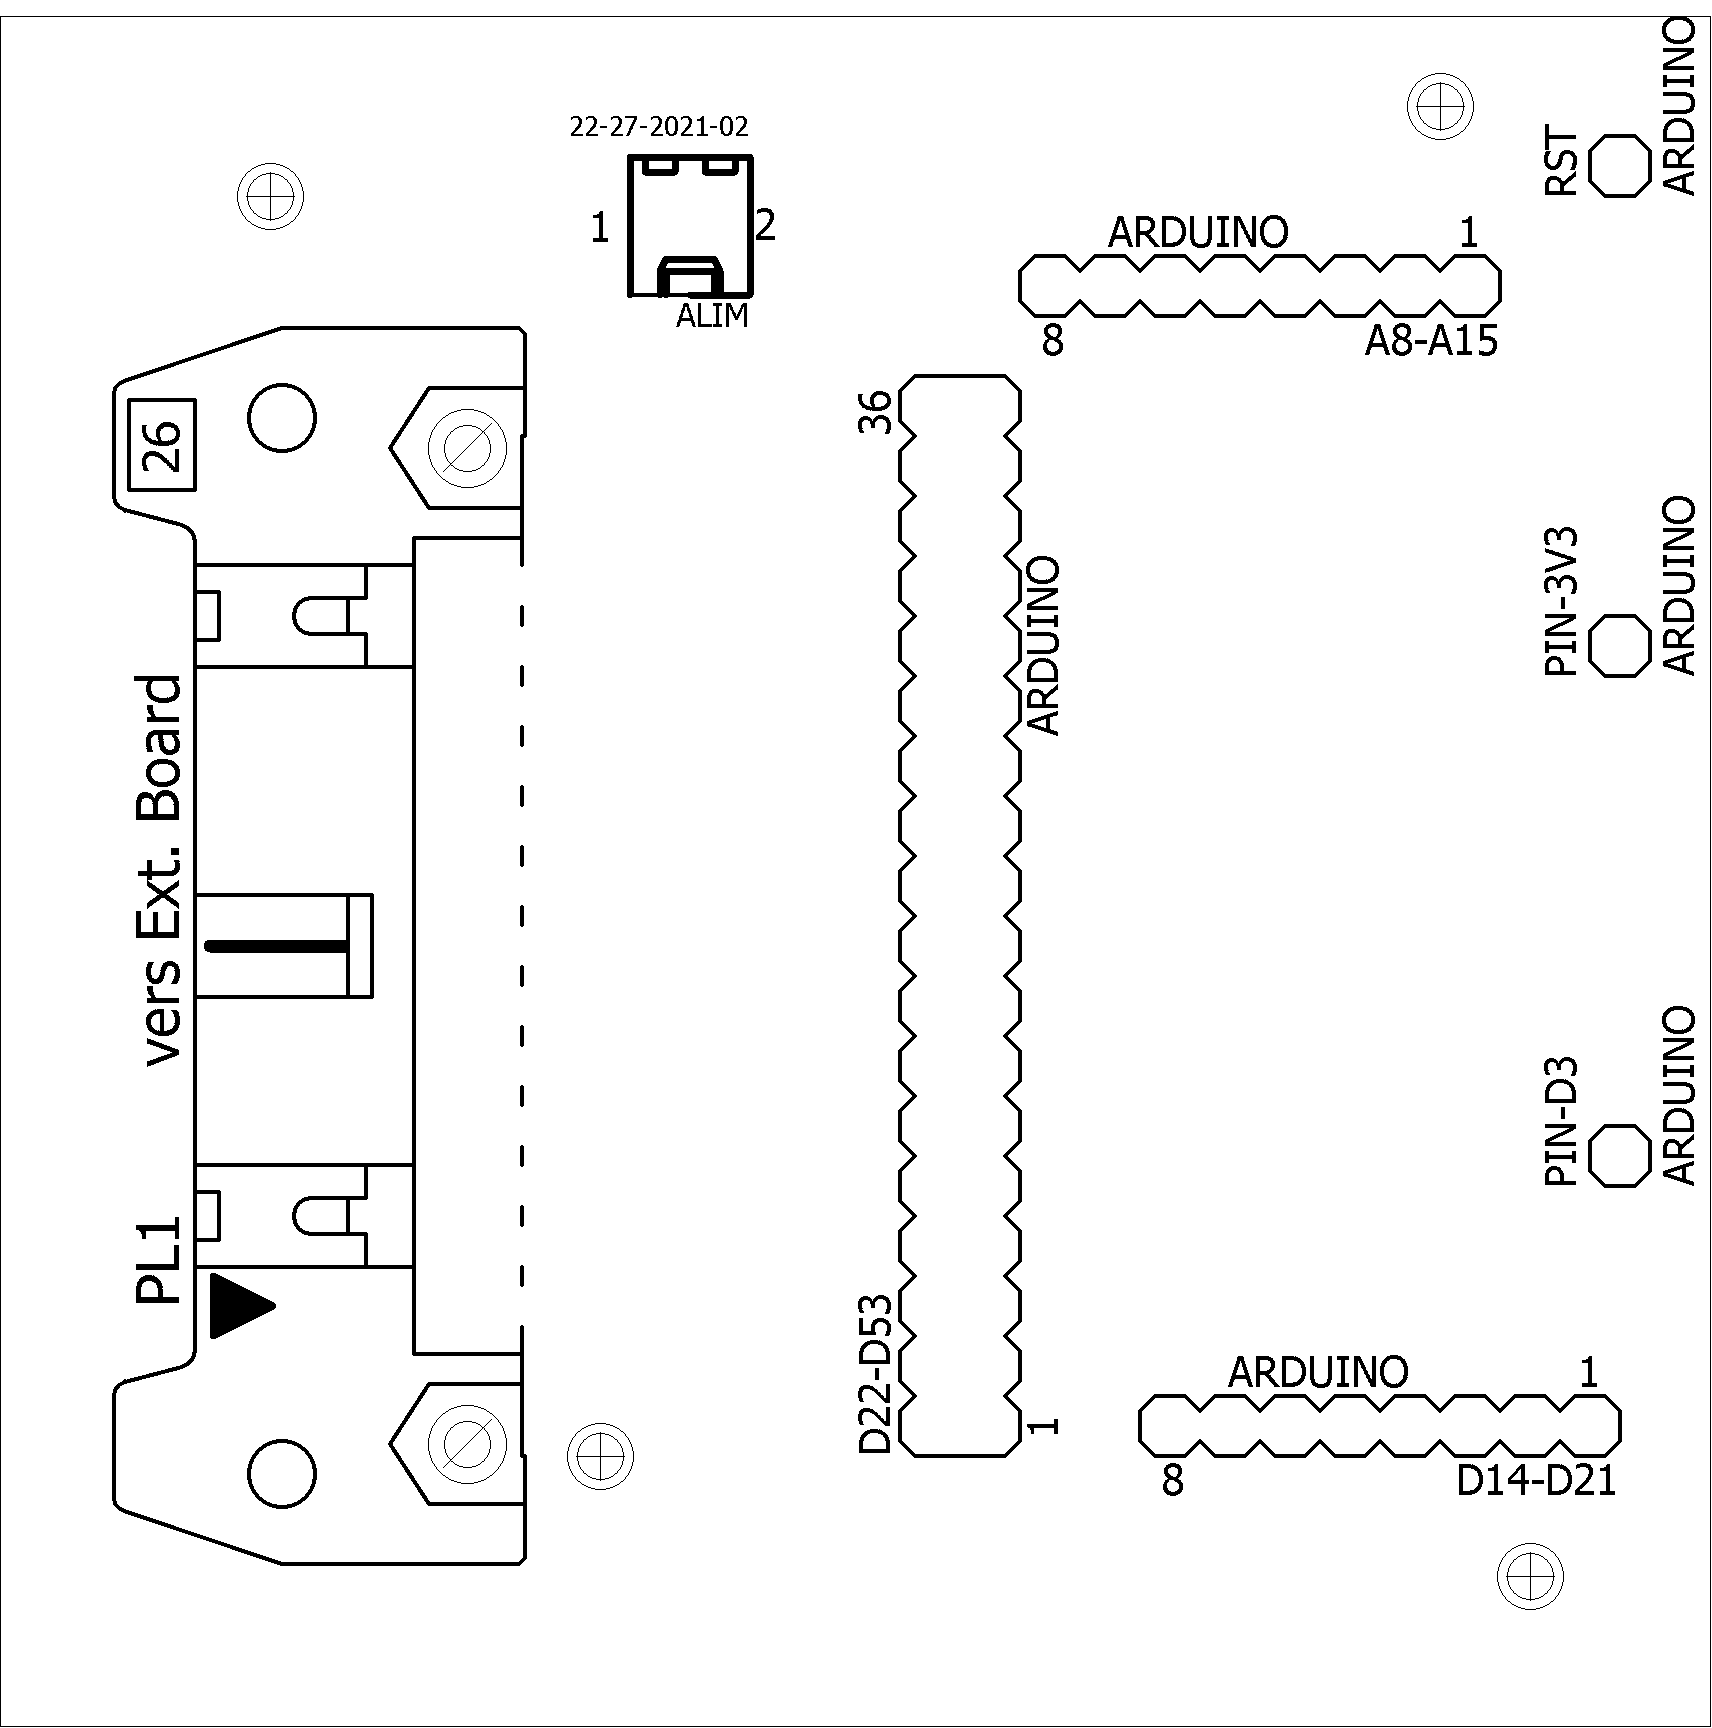 ARDUINO
RST
22-27-2021-02
1
2
ALIM
ARDUINO
1
8
A8-A15
36
26
ARDUINO
PIN-3V3
ARDUINO
vers Ext. Board
PL1
PIN-D3
ARDUINO
D22-D53
1
ARDUINO
1
8
D14-D21